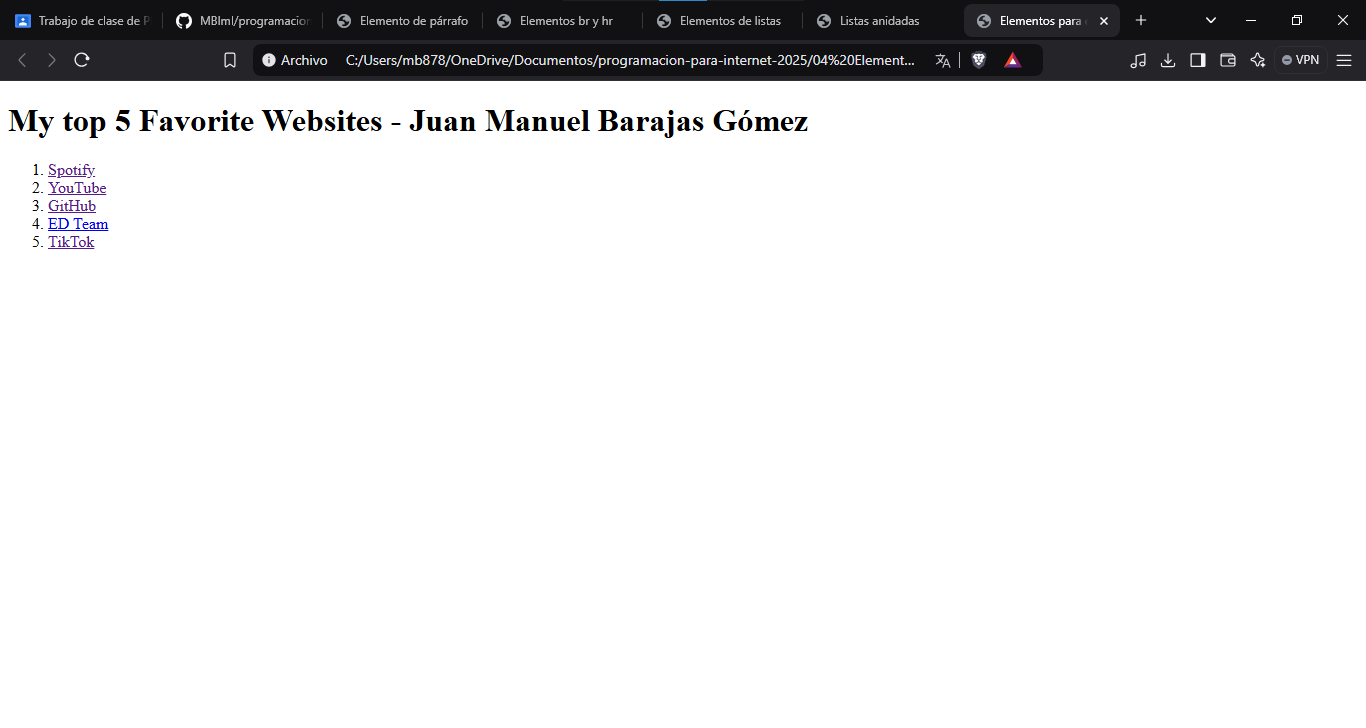 Trabajo de clase de P
MBIml/programacion
Elemento de párrafo
Elementos br y hr
Elementos de listas
Listas anidadas
Elementos para
Archivo C:/Users/mb878/OneDrive/Documentos/programacion-para-internet-2025/04%20Element... VPN
My top 5 Favorite Websites - Juan Manuel Barajas Gómez
1. Spotify
2. YouTube
3. GitHub
4. ED Team
5. TikTok